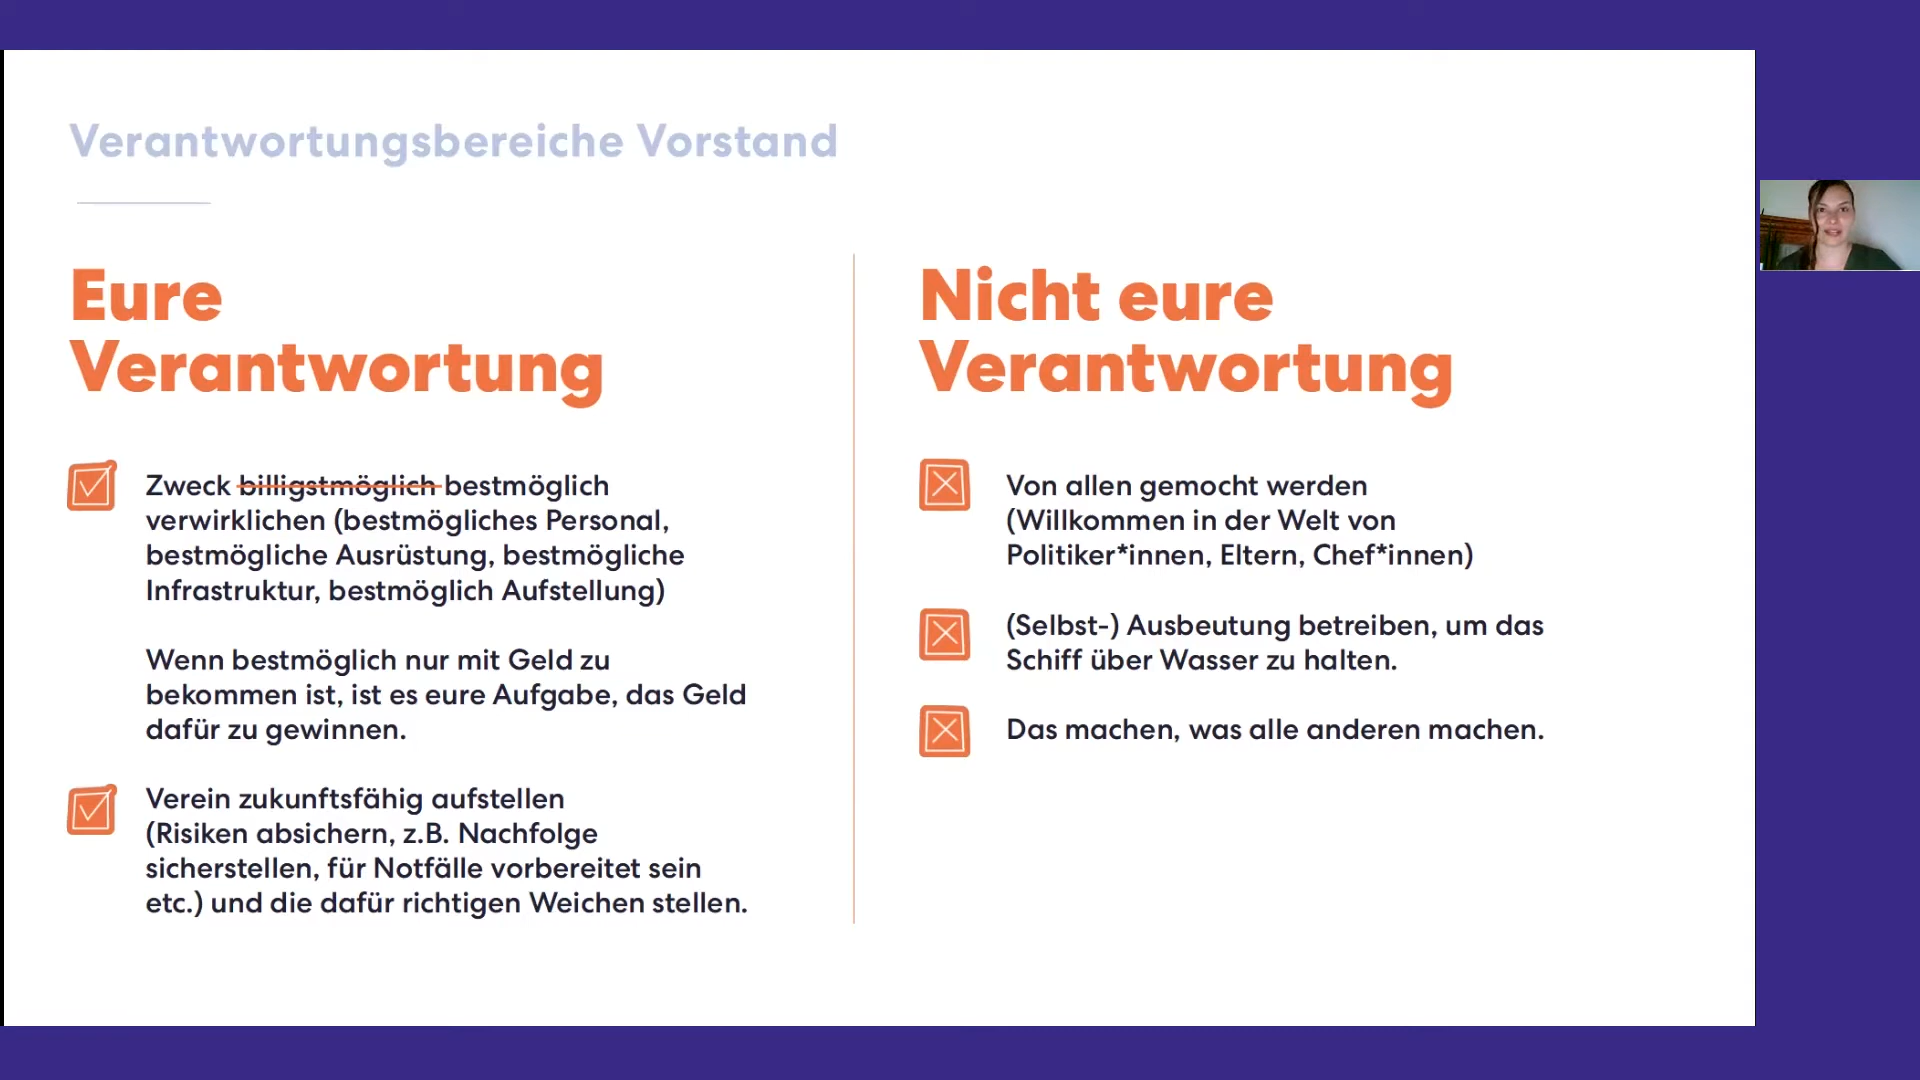 Verantwortungsbereiche Vorstand
Eure
Verantwortung
Zweck billigstmöglich bestmöglich
verwirklichen (bestmögliches Personal,
bestmögliche Ausrüstung, bestmögliche
Infrastruktur, bestmöglich Aufstellung)
Wenn bestmöglich nur mit Geld zu
bekommen ist, ist es eure Aufgabe, das Geld
dafür zu gewinnen.
Verein zukunftsfähig aufstellen
(Risiken absichern, z.B. Nachfolge
sicherstellen, für Notfälle vorbereitet sein
etc.) und die dafür richtigen Weichen stellen.
Nicht eure
Verantwortung
Von allen gemocht werden
(Willkommen in der Welt von
Politiker*innen, Eltern, Chef*innen)
(Selbst-) Ausbeutung betreiben, um das
Schiff über Wasser zu halten.
Das machen, was alle anderen machen.